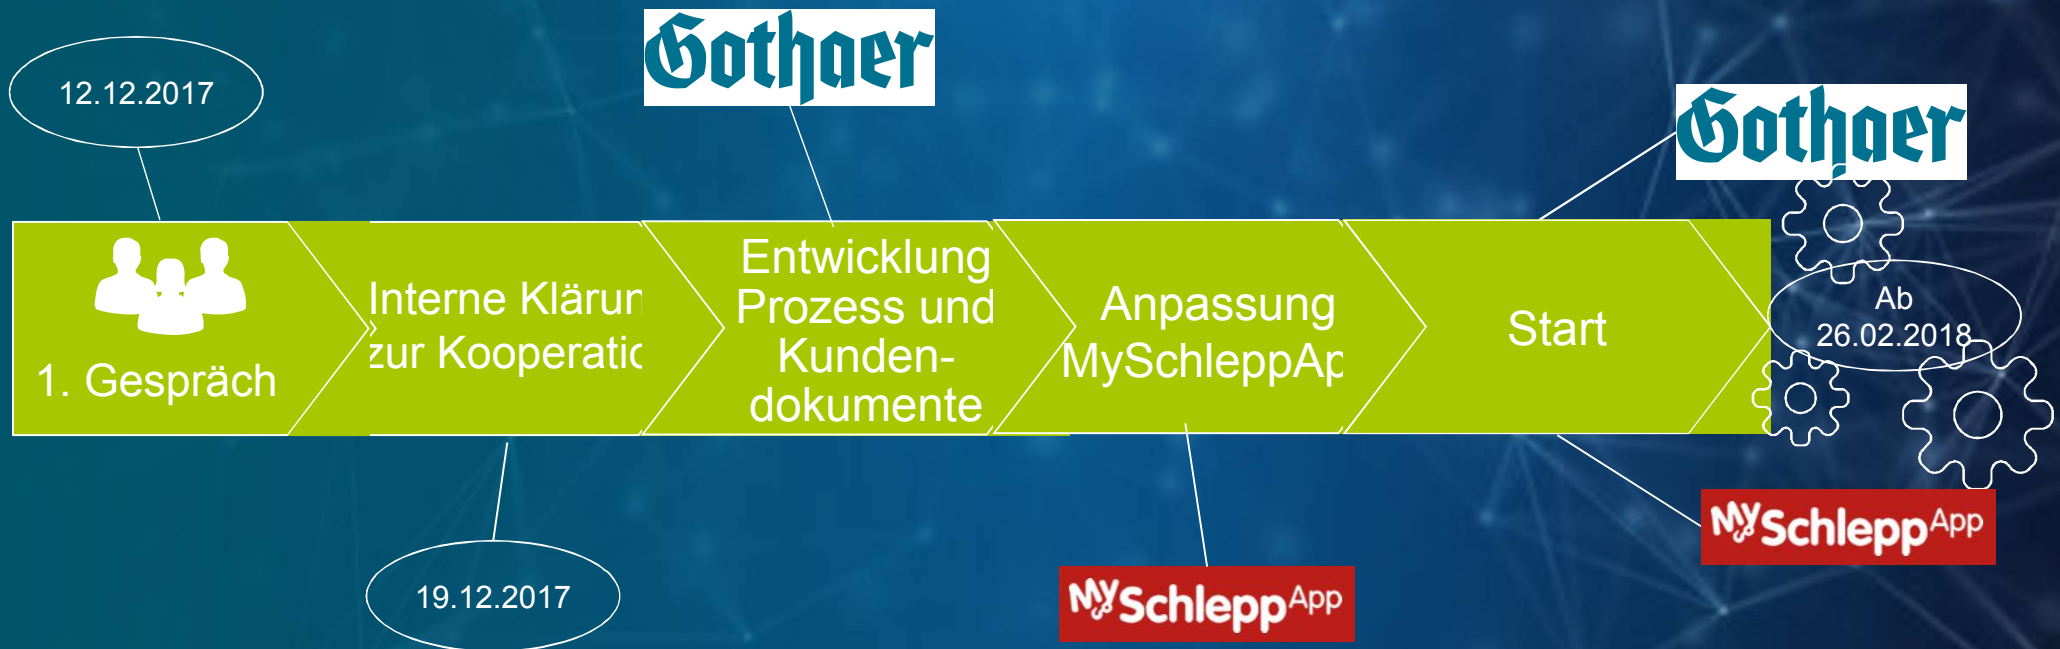 12.12.2017
Gothaer
Gothaer
1. Gespräch
Interne Klärun
zur Kooperatio
Entwicklung
Prozess und
Kunden-
dokumente
Anpassung
MySchleppAp
Start
Ab
26.02.2018
19.12.2017
MySchleppApp
MySchleppApp